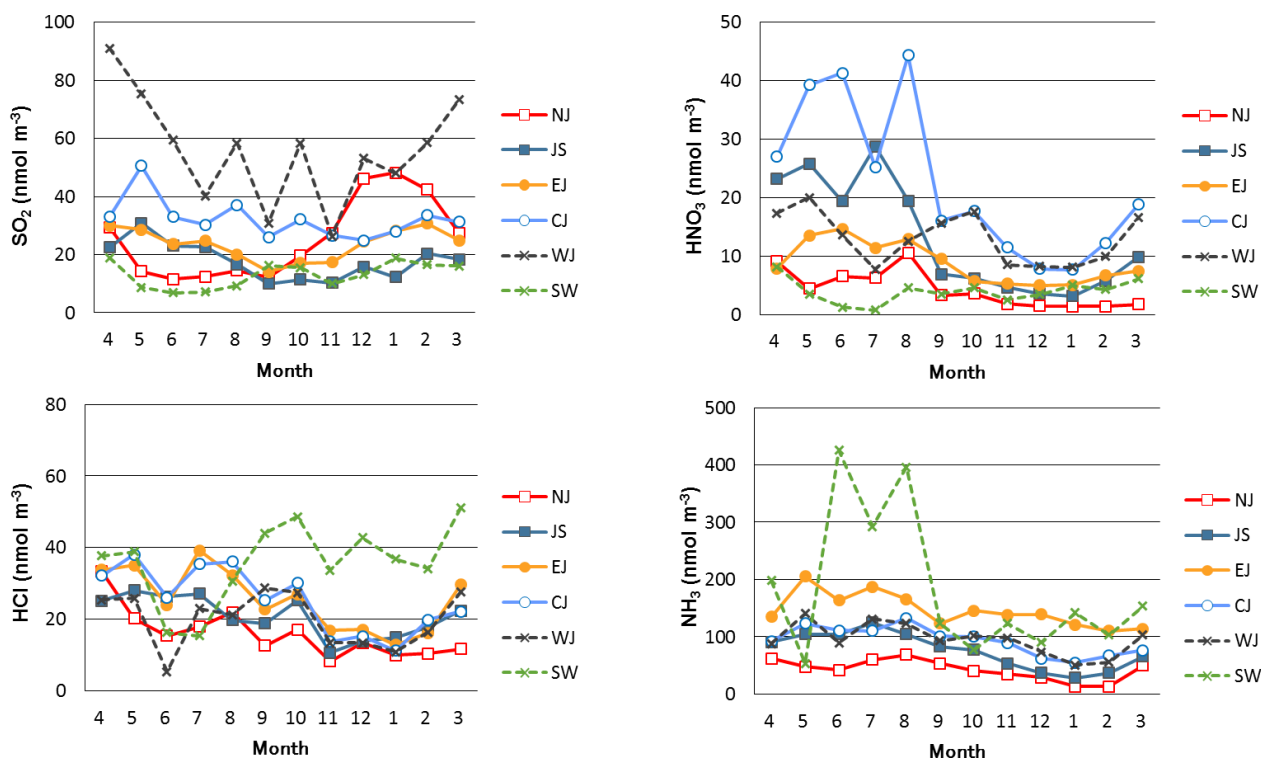 100
80
60
40
20
0
SO₂ (nmol m⁻³)
4 5 6 7 8 9 10 11 12 1 2 3
Month
NJ
JS
EJ
CJ
WJ
SW
50
40
30
20
10
0
HNO₃ (nmol m⁻³)
4 5 6 7 8 9 10 11 12 1 2 3
Month
NJ
JS
EJ
CJ
WJ
SW
80
60
40
20
0
HCl (nmol m⁻³)
4 5 6 7 8 9 10 11 12 1 2 3
Month
NJ
JS
EJ
CJ
WJ
SW
500
400
300
200
100
0
NH₃ (nmol m⁻³)
4 5 6 7 8 9 10 11 12 1 2 3
Month
NJ
JS
EJ
CJ
WJ
SW